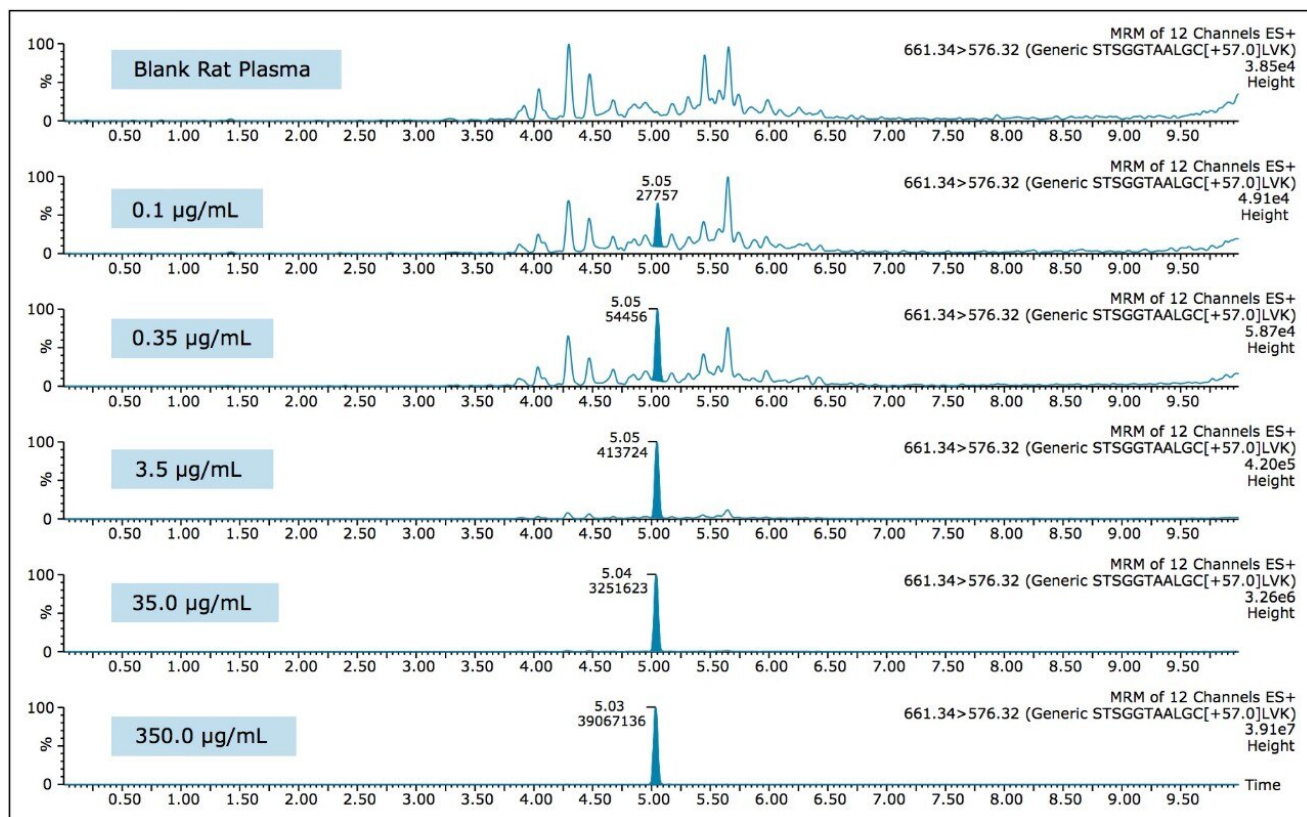 MRM of 12 Channels ES+
661.34>576.32 (Generic STSGGTAALGC[+57.0]LVK)
3.85e4
Height
100
%
0
Blank Rat Plasma
0.50 1.00 1.50 2.00 2.50 3.00 3.50 4.00 4.50 5.00 5.50 6.00 6.50 7.00 7.50 8.00 8.50 9.00 9.50
MRM of 12 Channels ES+
661.34>576.32 (Generic STSGGTAALGC[+57.0]LVK)
4.91e4
Height
100
%
0
0.1 µg/mL
5.05
27757
0.50 1.00 1.50 2.00 2.50 3.00 3.50 4.00 4.50 5.00 5.50 6.00 6.50 7.00 7.50 8.00 8.50 9.00 9.50
MRM of 12 Channels ES+
661.34>576.32 (Generic STSGGTAALGC[+57.0]LVK)
5.87e4
Height
100
%
0
0.35 µg/mL
5.05
54456
0.50 1.00 1.50 2.00 2.50 3.00 3.50 4.00 4.50 5.00 5.50 6.00 6.50 7.00 7.50 8.00 8.50 9.00 9.50
MRM of 12 Channels ES+
661.34>576.32 (Generic STSGGTAALGC[+57.0]LVK)
4.20e5
Height
100
%
0
3.5 µg/mL
5.05
413724
0.50 1.00 1.50 2.00 2.50 3.00 3.50 4.00 4.50 5.00 5.50 6.00 6.50 7.00 7.50 8.00 8.50 9.00 9.50
MRM of 12 Channels ES+
661.34>576.32 (Generic STSGGTAALGC[+57.0]LVK)
3.26e6
Height
100
%
0
35.0 µg/mL
5.04
3251623
0.50 1.00 1.50 2.00 2.50 3.00 3.50 4.00 4.50 5.00 5.50 6.00 6.50 7.00 7.50 8.00 8.50 9.00 9.50
MRM of 12 Channels ES+
661.34>576.32 (Generic STSGGTAALGC[+57.0]LVK)
3.91e7
Height
100
%
0
350.0 µg/mL
5.03
39067136
Time
0.50 1.00 1.50 2.00 2.50 3.00 3.50 4.00 4.50 5.00 5.50 6.00 6.50 7.00 7.50 8.00 8.50 9.00 9.50